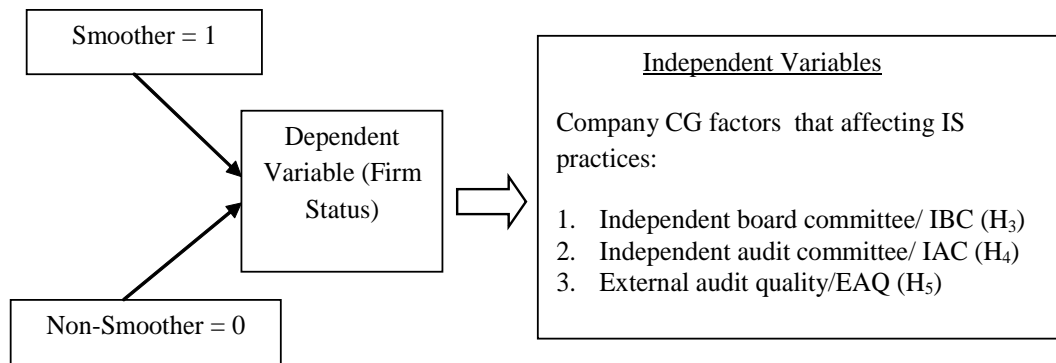 Smoother = 1
Dependent
Variable (Firm
Status)
Non-Smoother = 0
Independent Variables
Company CG factors that affecting IS
practices:
1. Independent board committee/ IBC (H₃)
2. Independent audit committee/ IAC (H₄)
3. External audit quality/EAQ (H₅)